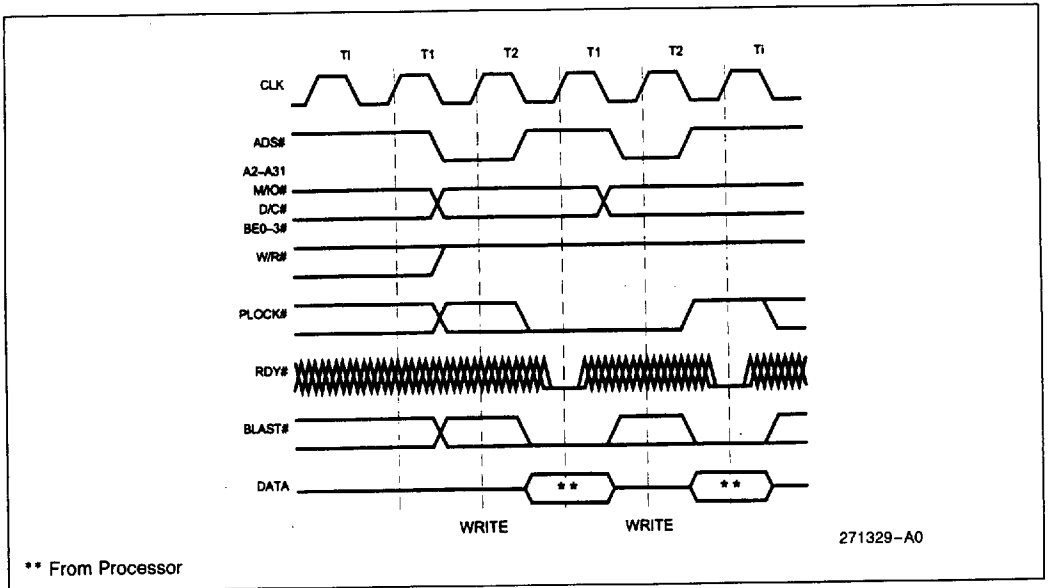 TI T1 T2 T1 T2 Ti
CLK
ADS#
A2–A31
M/IO#
D/C#
BE0–3#
W/R#
PLOCK#
RDY#
BLAST#
DATA
** **
WRITE WRITE
271329–A0
** From Processor